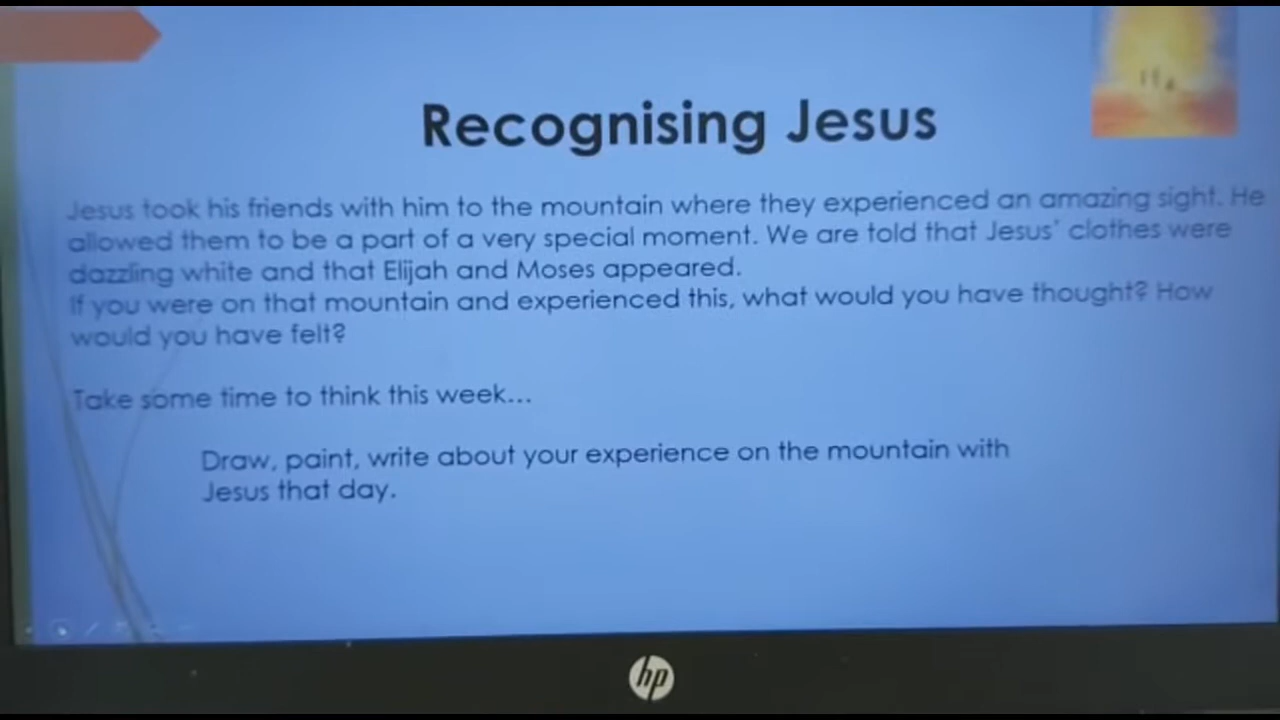 Recognising Jesus
Jesus took his friends with him to the mountain where they experienced an amazing sight. He
allowed them to be a part of a very special moment. We are told that Jesus' clothes were
dazzling white and that Elijah and Moses appeared.
If you were on that mountain and experienced this, what would you have thought? How
would you have felt?
Take some time to think this week...
Draw, paint, write about your experience on the mountain with
Jesus that day.
hp